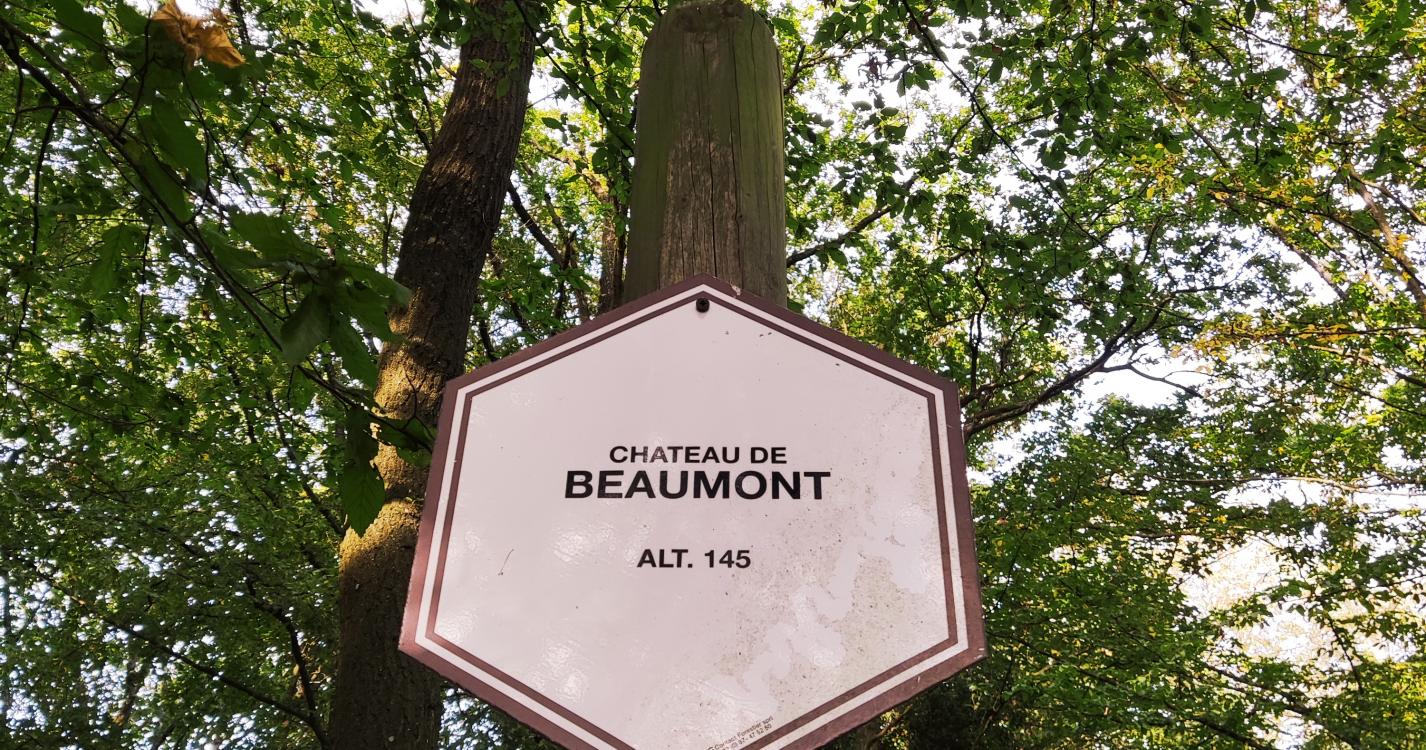 CHATEAU DE
BEAUMONT
ALT. 145